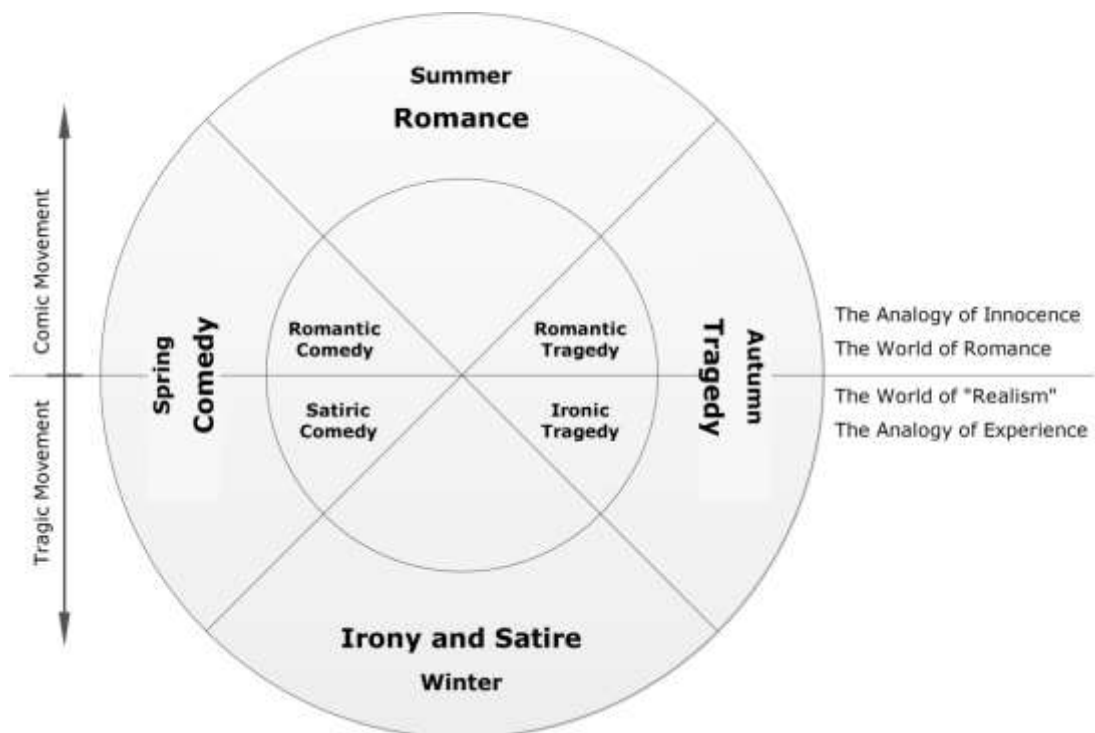 Summer
Romance
Comic Movement
Tragic Movement
Spring
Comedy
Romantic
Comedy
Satiric
Comedy
Romantic
Tragedy
Ironic
Tragedy
Autumn
Tragedy
The Analogy of Innocence
The World of Romance
The World of "Realism"
The Analogy of Experience
Irony and Satire
Winter